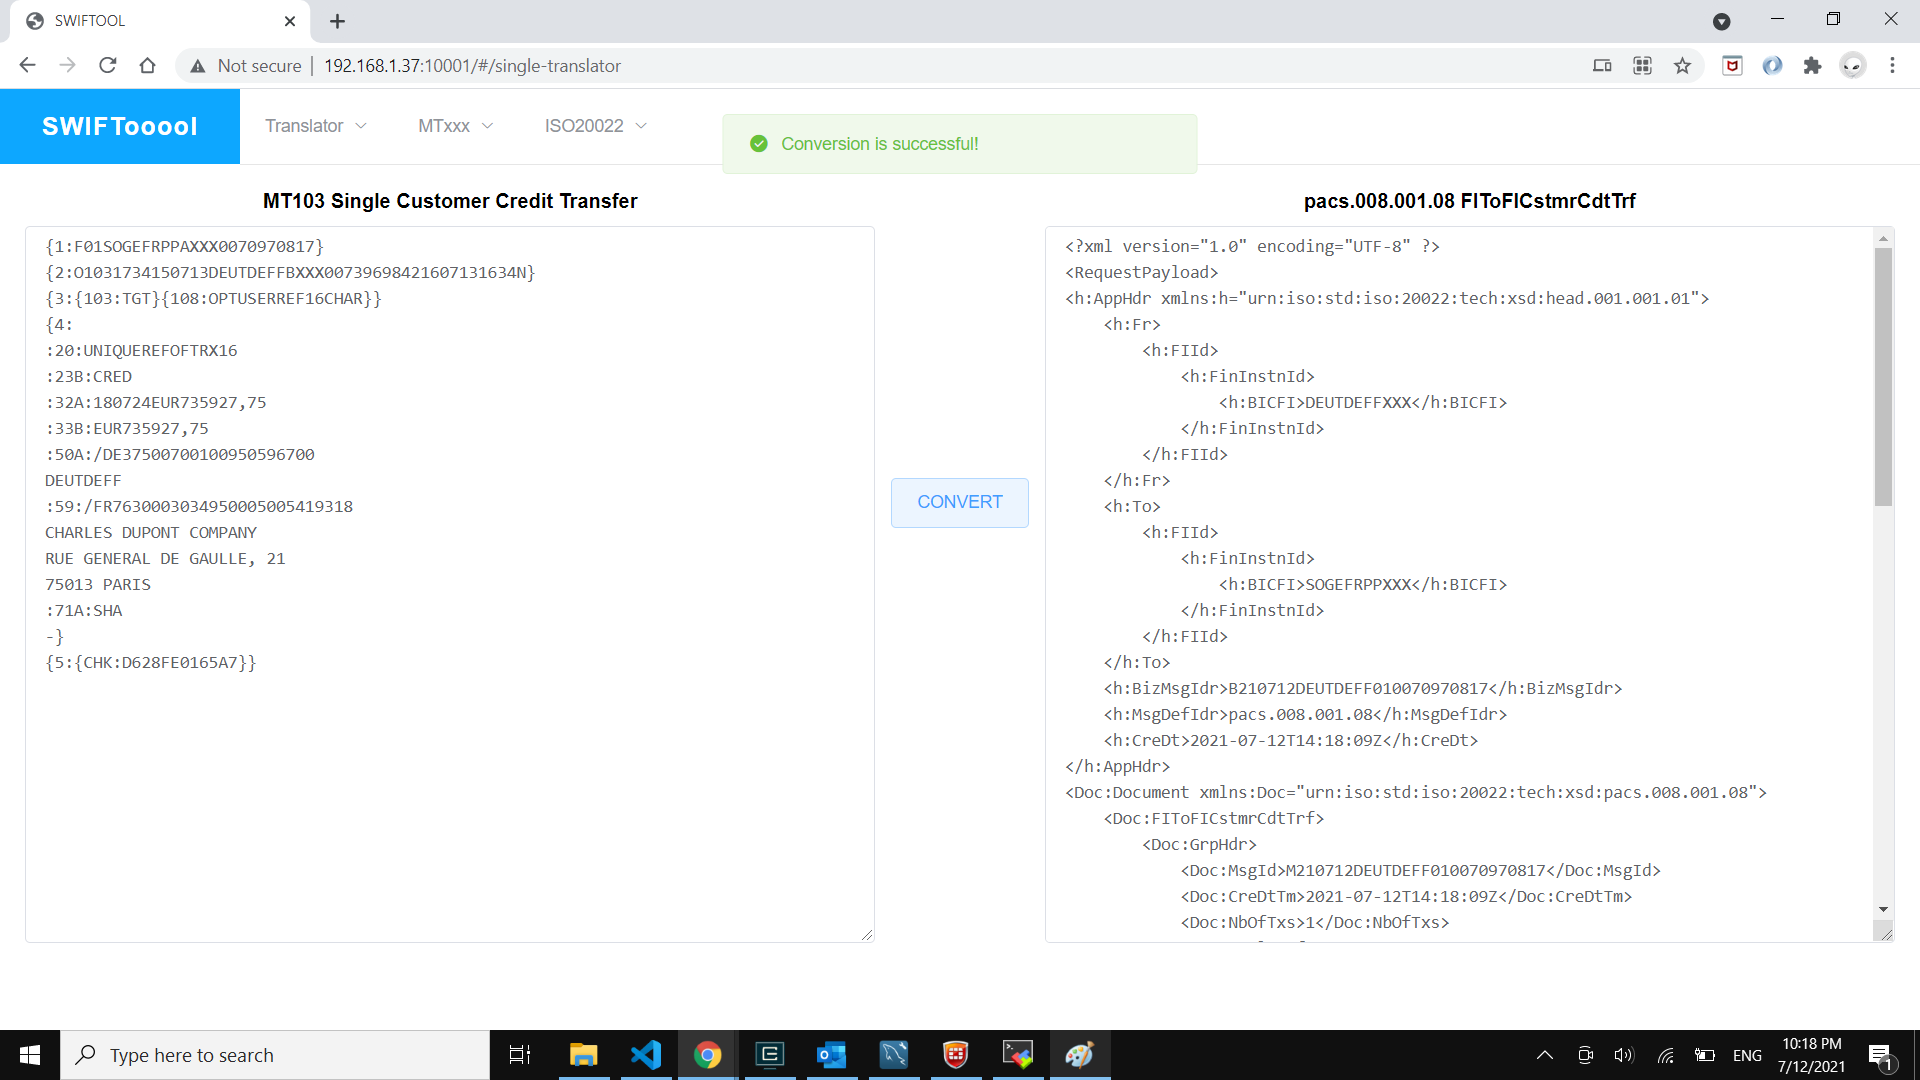 SWIFTOOL
Not secure | 192.168.1.37:10001/#/single-translator
SWIFTooool
Translator
MTxxx
ISO20022
Conversion is successful!
MT103 Single Customer Credit Transfer
{1:F01SOGEFRPPAXXX0070970817}
{2:O1031734150713DEUTDEFFBXXX00739698421607131634N}
{3:{103:TGT}{108:OPTUSERREF16CHAR}}
{4:
:20:UNIQUEREFOFTRX16
:23B:CRED
:32A:180724EUR735927,75
:33B:EUR735927,75
:50A:/DE37500700100950596700
DEUTDEFF
:59:/FR7630003034950005005419318
CHARLES DUPONT COMPANY
RUE GENERAL DE GAULLE, 21
75013 PARIS
:71A:SHA
-}
{5:{CHK:D628FE0165A7}}
CONVERT
pacs.008.001.08 FIToFICstmrCdtTrf
<?xml version="1.0" encoding="UTF-8" ?>
<RequestPayload>
<h:AppHdr xmlns:h="urn:iso:std:iso:20022:tech:xsd:head.001.001.01">
<h:Fr>
<h:FIId>
<h:FinInstnId>
<h:BICFI>DEUTDEFFXXX</h:BICFI>
</h:FinInstnId>
</h:FIId>
</h:Fr>
<h:To>
<h:FIId>
<h:FinInstnId>
<h:BICFI>SOGEFRPPXXX</h:BICFI>
</h:FinInstnId>
</h:FIId>
</h:To>
<h:BizMsgIdr>B210712DEUTDEFF010070970817</h:BizMsgIdr>
<h:MsgDefIdr>pacs.008.001.08</h:MsgDefIdr>
<h:CreDt>2021-07-12T14:18:09Z</h:CreDt>
</h:AppHdr>
<Doc:Document xmlns:Doc="urn:iso:std:iso:20022:tech:xsd:pacs.008.001.08">
<Doc:FIToFICstmrCdtTrf>
<Doc:GrpHdr>
<Doc:MsgId>M210712DEUTDEFF010070970817</Doc:MsgId>
<Doc:CreDtTm>2021-07-12T14:18:09Z</Doc:CreDtTm>
<Doc:NbOfTxs>1</Doc:NbOfTxs>
Type here to search
ENG
10:18 PM
7/12/2021
1